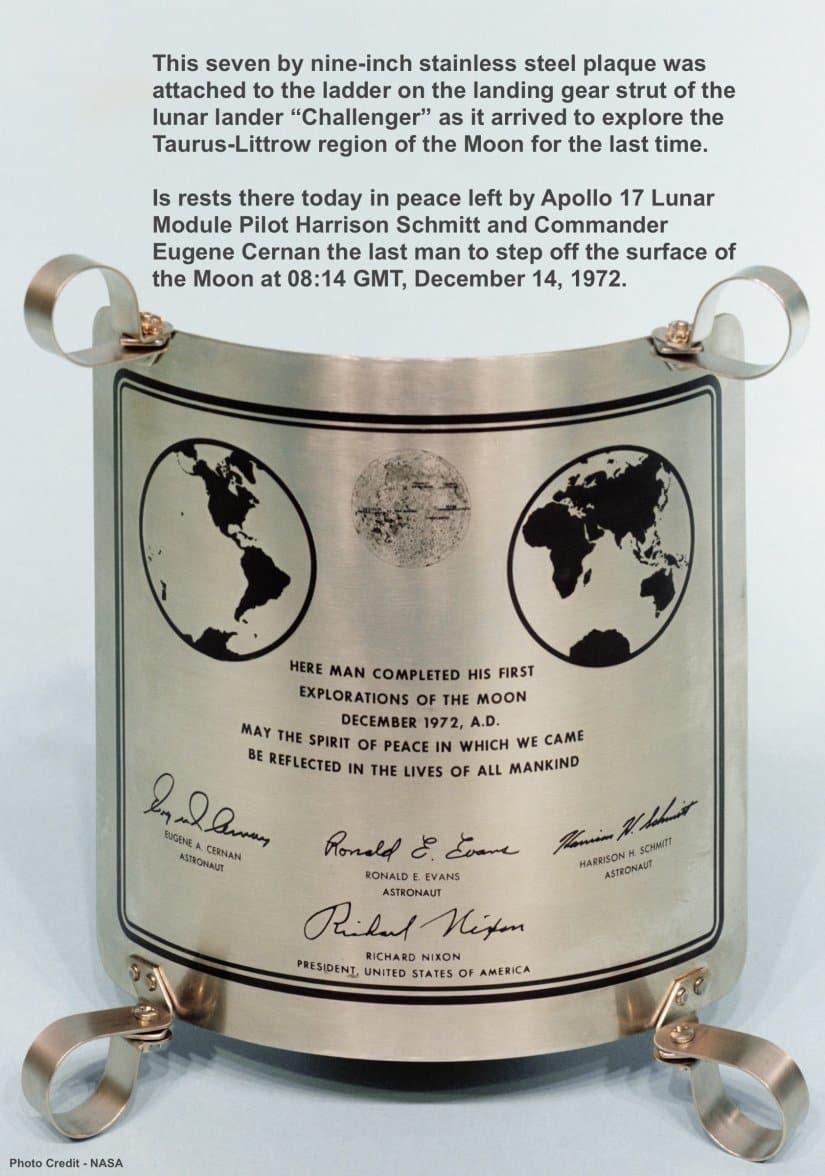 This seven by nine-inch stainless steel plaque was
attached to the ladder on the landing gear strut of the
lunar lander “Challenger” as it arrived to explore the
Taurus-Littrow region of the Moon for the last time.
Is rests there today in peace left by Apollo 17 Lunar
Module Pilot Harrison Schmitt and Commander
Eugene Cernan the last man to step off the surface of
the Moon at 08:14 GMT, December 14, 1972.
HERE MAN COMPLETED HIS FIRST
EXPLORATIONS OF THE MOON
DECEMBER 1972, A.D.
MAY THE SPIRIT OF PEACE IN WHICH WE CAME
BE REFLECTED IN THE LIVES OF ALL MANKIND
Eugene A. Cernan
EUGENE A. CERNAN
ASTRONAUT
Ronald E. Evans
RONALD E. EVANS
ASTRONAUT
Harrison H. Schmitt
HARRISON H. SCHMITT
ASTRONAUT
Richard Nixon
RICHARD NIXON
PRESIDENT, UNITED STATES OF AMERICA
Photo Credit - NASA